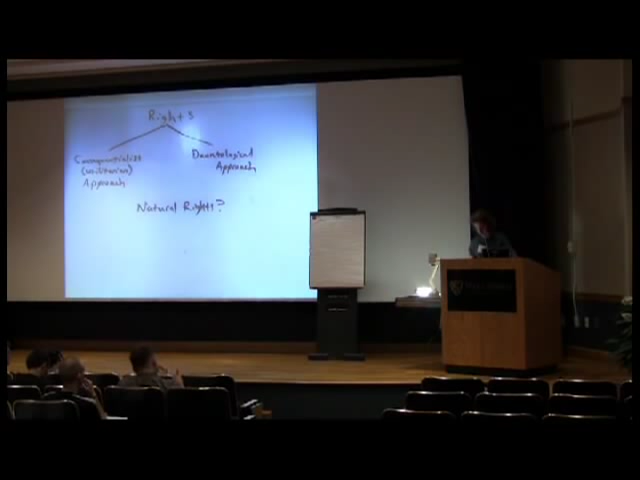 Rights
Consequentialist
(utilitarian)
Approach
Deontological
Approach
Natural Rights?